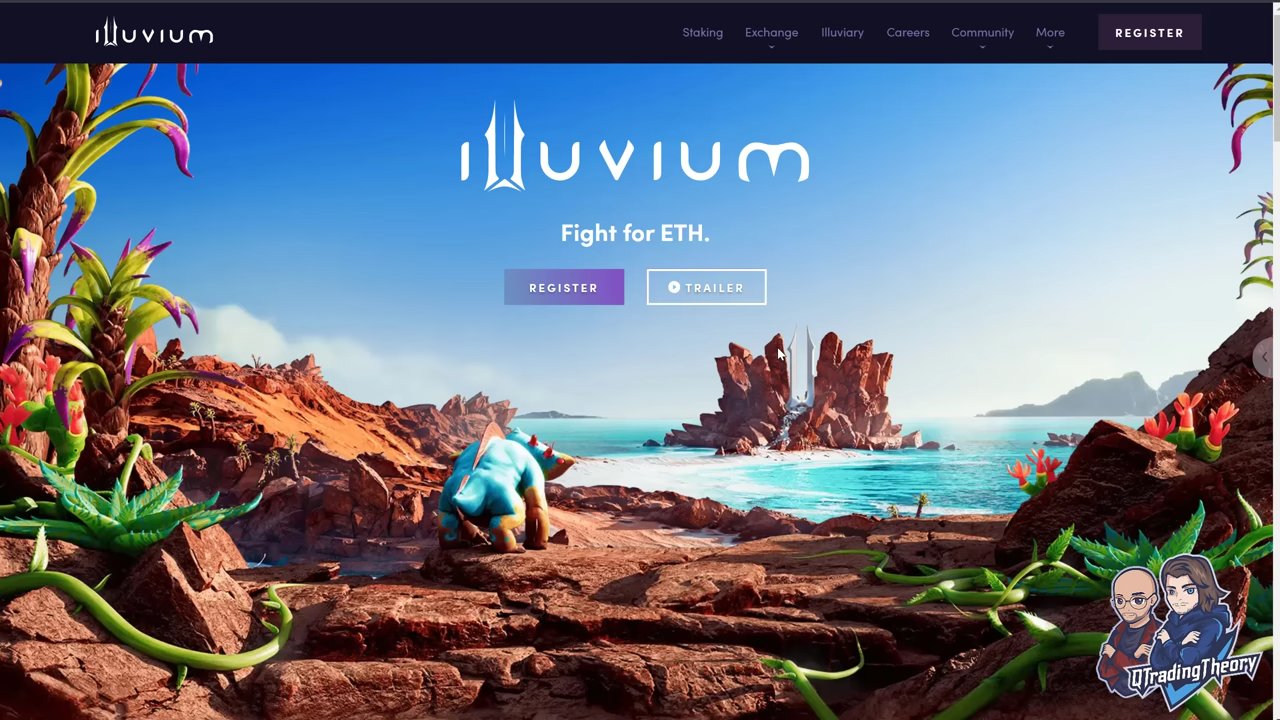 illuvium
Staking
Exchange
Illuviary
Careers
Community
More
REGISTER
illuvium
Fight for ETH.
REGISTER
TRAILER
QTradingTheory